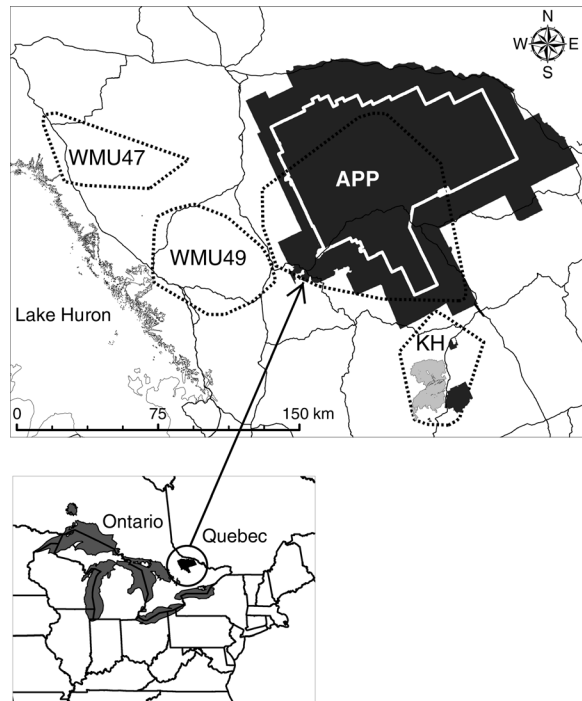 N
W E
S
WMU47
APP
WMU49
Lake Huron
KH
0 75 150 km
Ontario
Quebec